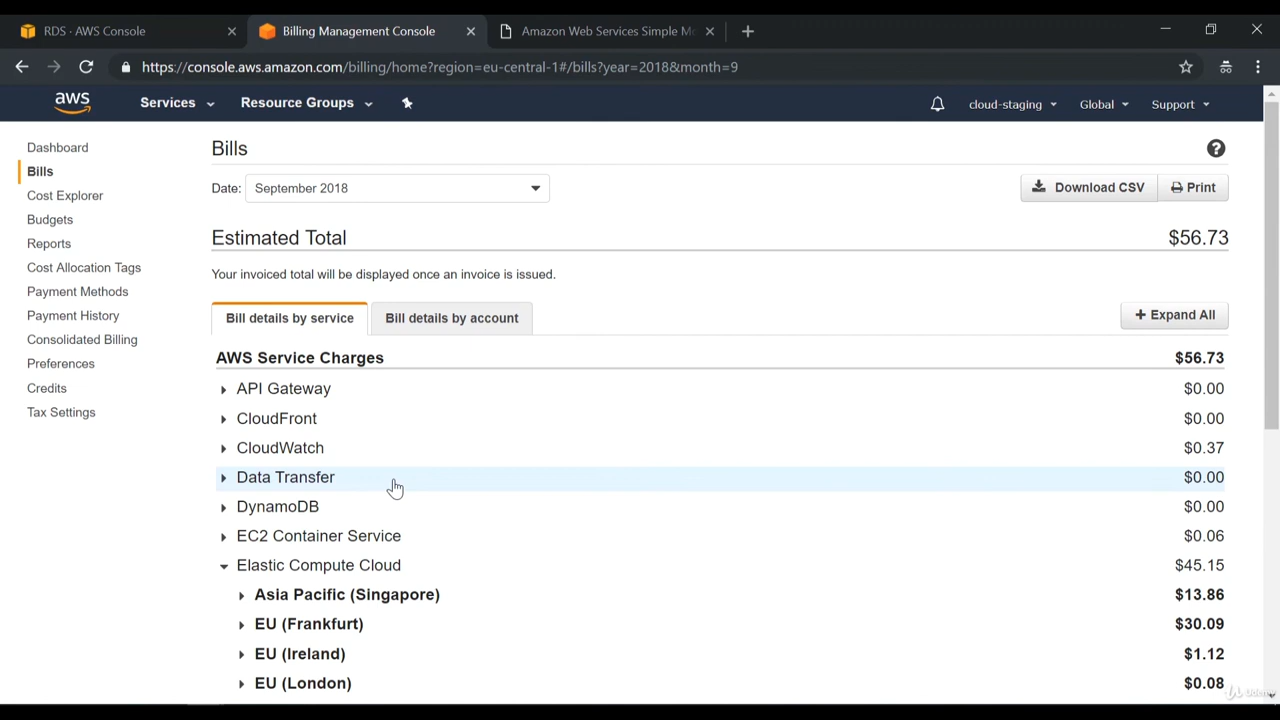 RDS · AWS Console
Billing Management Console
Amazon Web Services Simple Mo
https://console.aws.amazon.com/billing/home?region=eu-central-1#/bills?year=2018&month=9
aws Services Resource Groups cloud-staging Global Support
Dashboard
Bills
Cost Explorer
Budgets
Reports
Cost Allocation Tags
Payment Methods
Payment History
Consolidated Billing
Preferences
Credits
Tax Settings
Bills
Date: September 2018 Download CSV Print
Estimated Total $56.73
Your invoiced total will be displayed once an invoice is issued.
Bill details by service Bill details by account + Expand All
AWS Service Charges $56.73
API Gateway $0.00
CloudFront $0.00
CloudWatch $0.37
Data Transfer $0.00
DynamoDB $0.00
EC2 Container Service $0.06
Elastic Compute Cloud $45.15
Asia Pacific (Singapore) $13.86
EU (Frankfurt) $30.09
EU (Ireland) $1.12
EU (London) $0.08